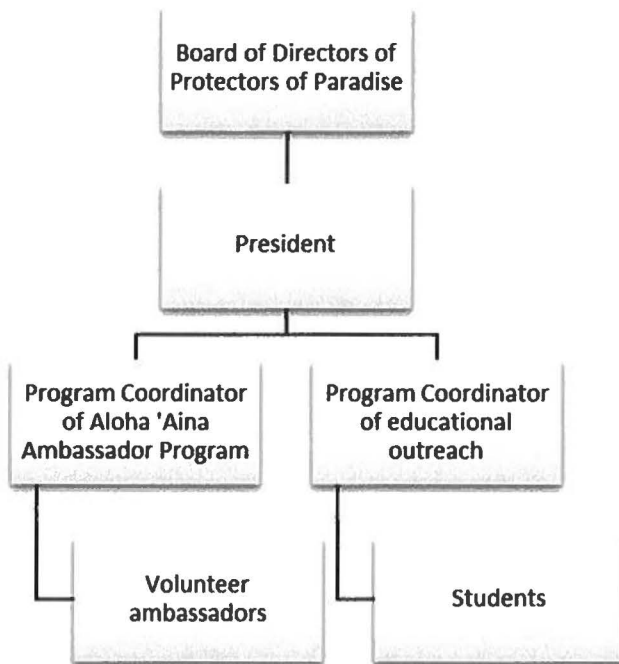 Board of Directors of
Protectors of Paradise
President
Program Coordinator
of Aloha 'Aina
Ambassador Program
Program Coordinator
of educational
outreach
Volunteer
ambassadors
Students